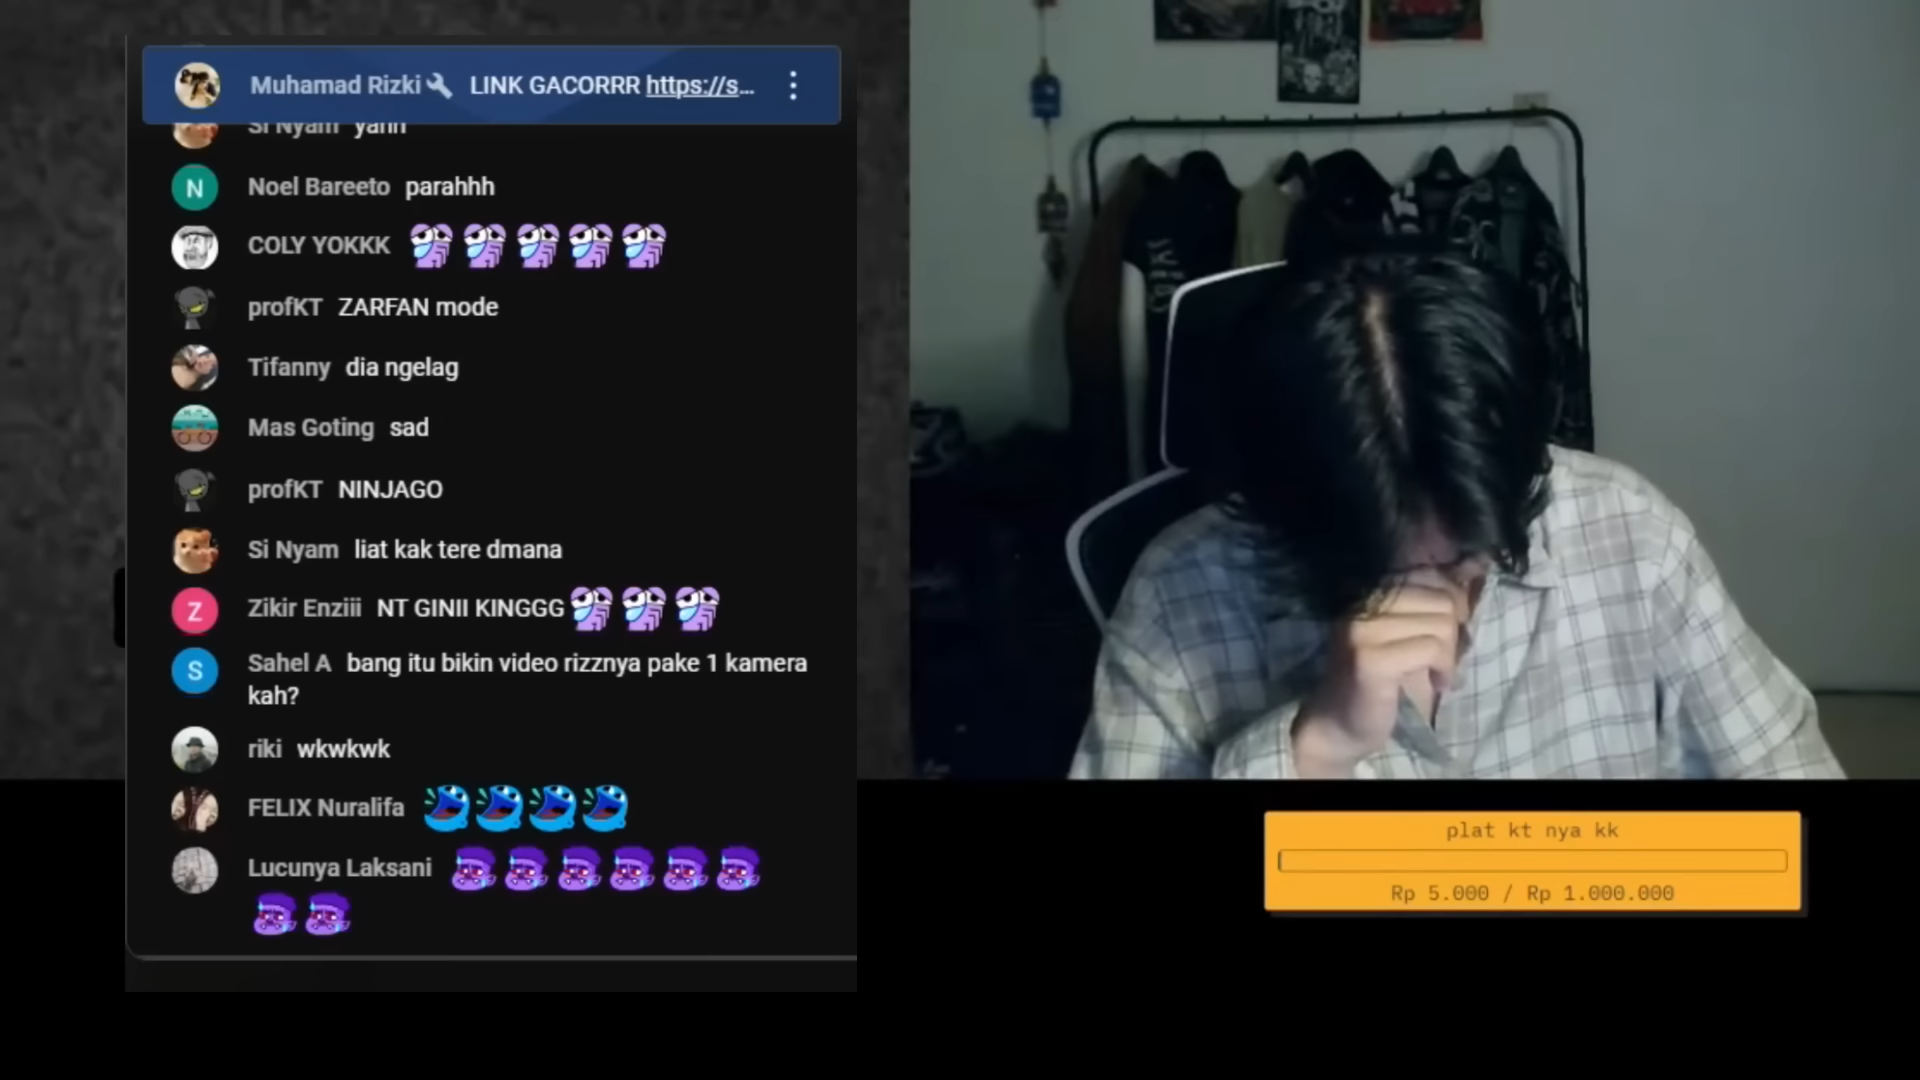 Muhamad Rizki LINK GACORRR https://s...
Si Nyam yahh
Noel Bareeto parahhh
COLY YOKKK
profKT ZARFAN mode
Tifanny dia ngelag
Mas Goting sad
profKT NINJAGO
Si Nyam liat kak tere dmana
Zikir Enziii NT GINII KINGGG
Sahel A bang itu bikin video rizznya pake 1 kamera
kah?
riki wkwkwk
FELIX Nuralifa
Lucunya Laksani
N
Z
S
plat kt nya kk
Rp 5.000 / Rp 1.000.000